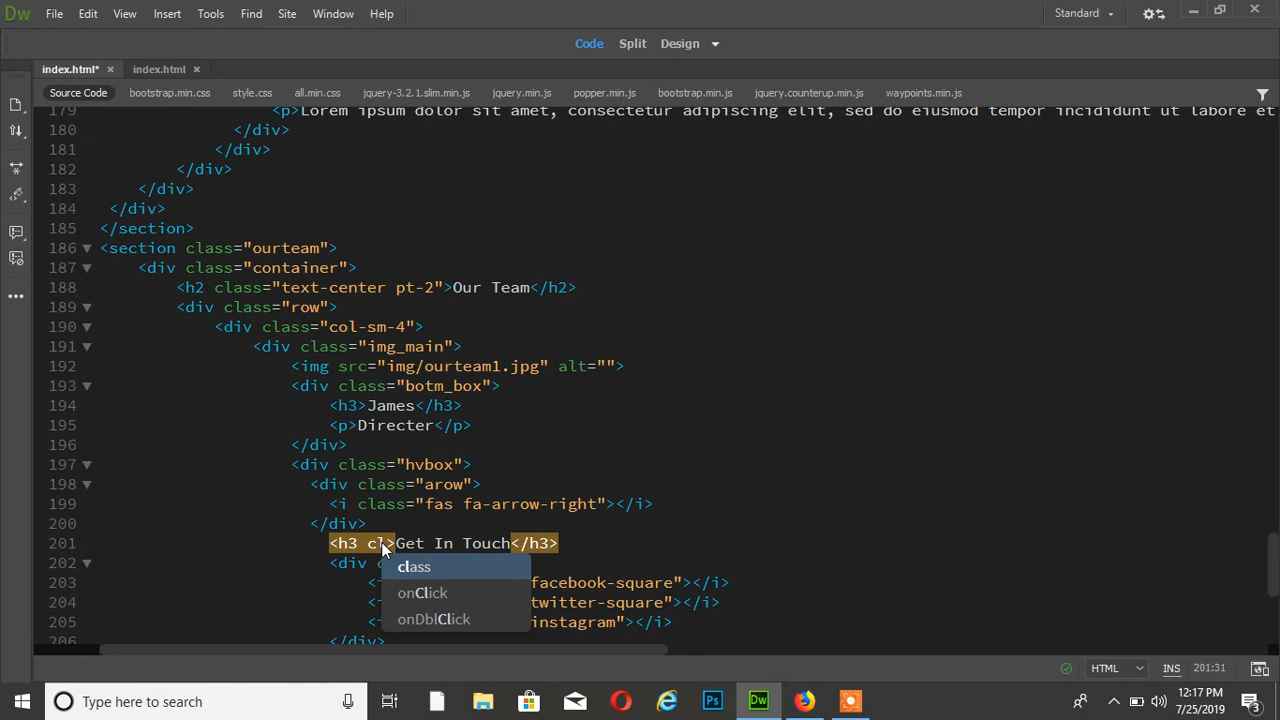 Dw File Edit View Insert Tools Find Site Window Help Standard
Code Split Design
index.html* index.html
Source Code bootstrap.min.css style.css all.min.css jquery-3.2.1.slim.min.js jquery.min.js popper.min.js bootstrap.min.js jquery.counterup.min.js waypoints.min.js
179 <p>Lorem ipsum dolor sit amet, consectetur adipiscing elit, sed do eiusmod tempor incididunt ut labore et
180 </div>
181 </div>
182 </div>
183 </div>
184 </div>
185 </section>
186 <section class="ourteam">
187 <div class="container">
188 <h2 class="text-center pt-2">Our Team</h2>
189 <div class="row">
190 <div class="col-sm-4">
191 <div class="img_main">
192 <img src="img/ourteam1.jpg" alt="">
193 <div class="botm_box">
194 <h3>James</h3>
195 <p>Directer</p>
196 </div>
197 <div class="hvbox">
198 <div class="arow">
199 <i class="fas fa-arrow-right"></i>
200 </div>
201 <h3 cl>Get In Touch</h3>
202 <div
class
203 facebook-square"></i>
onClick
204 twitter-square"></i>
205 instagram"></i>
onDblClick
206 </div>
HTML INS 201:31
Type here to search Ps Dw 12:17 PM
7/25/2019 3